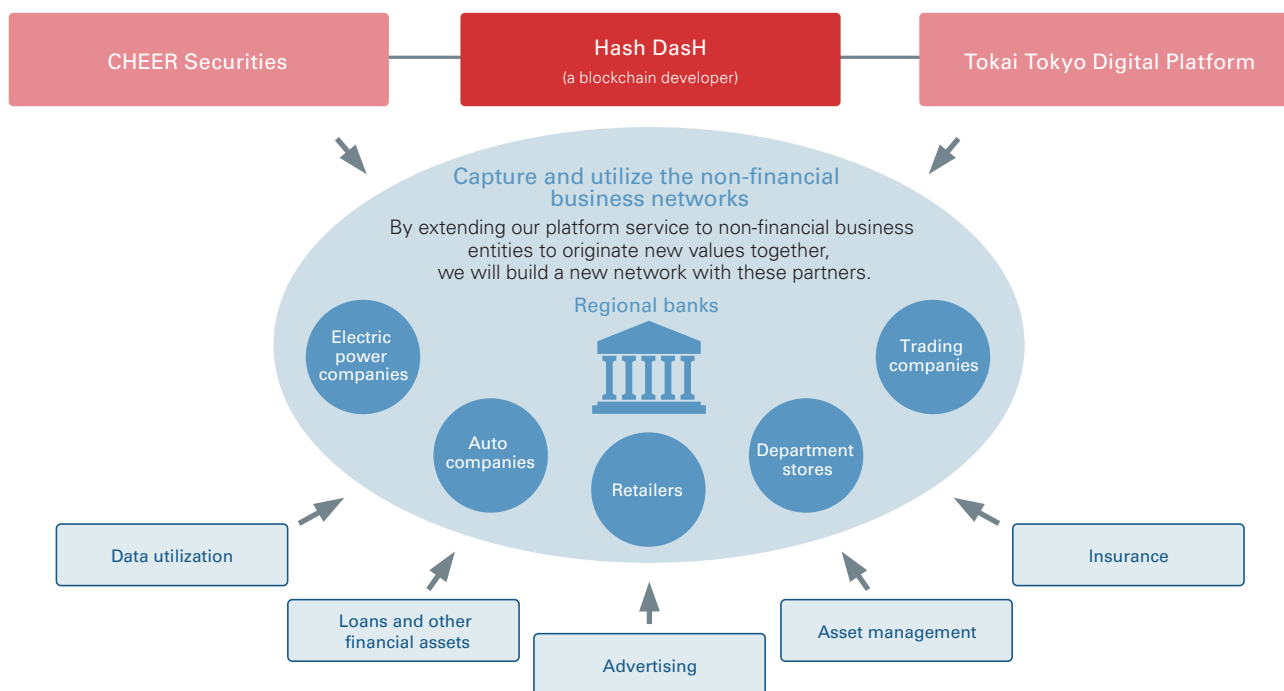 CHEER Securities
Hash DasH
(a blockchain developer)
Tokai Tokyo Digital Platform
Capture and utilize the non-financial
business networks
By extending our platform service to non-financial business
entities to originate new values together,
we will build a new network with these partners.
Regional banks
Electric
power
companies
Trading
companies
Auto
companies
Department
stores
Retailers
Data utilization
Insurance
Loans and other
financial assets
Asset management
Advertising